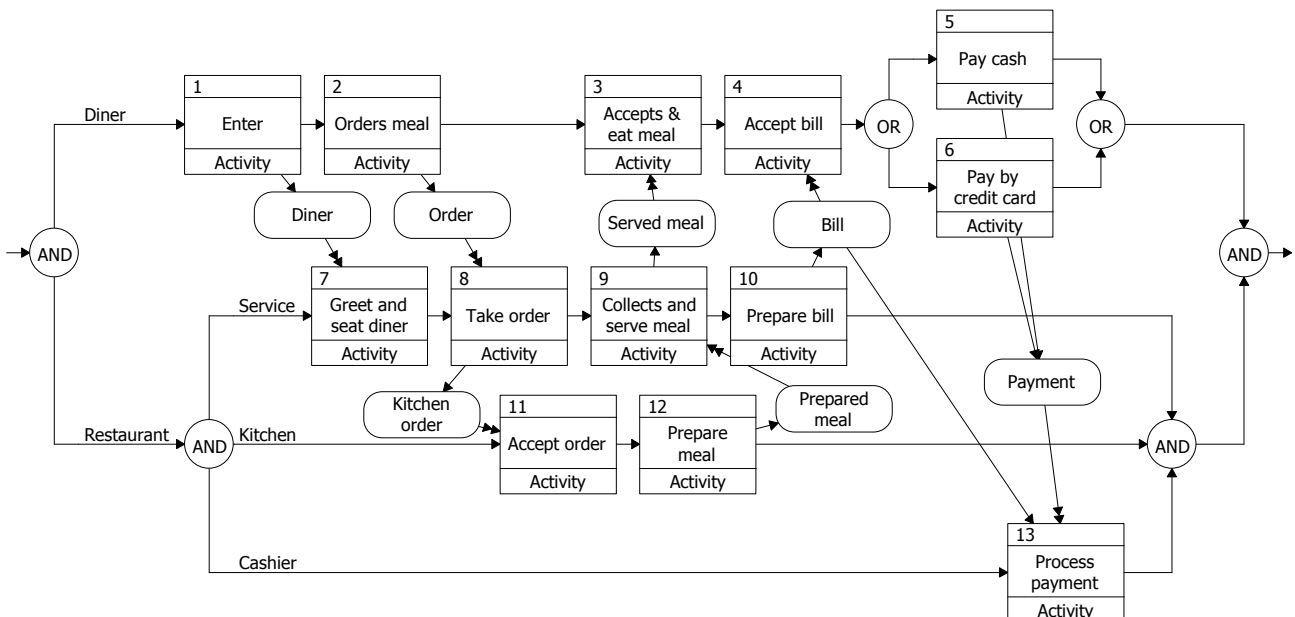 5
Pay cash
Activity
1
Enter
Activity
2
Orders meal
Activity
3
Accepts &
eat meal
Activity
4
Accept bill
Activity
Diner
OR
OR
6
Pay by
credit card
Activity
Diner
Order
Served meal
Bill
AND
AND
7
Greet and
seat diner
Activity
8
Take order
Activity
9
Collects and
serve meal
Activity
10
Prepare bill
Activity
Service
Payment
Kitchen
order
Prepared
meal
11
Accept order
Activity
12
Prepare
meal
Activity
Restaurant
AND
Kitchen
AND
Cashier
13
Process
payment
Activity